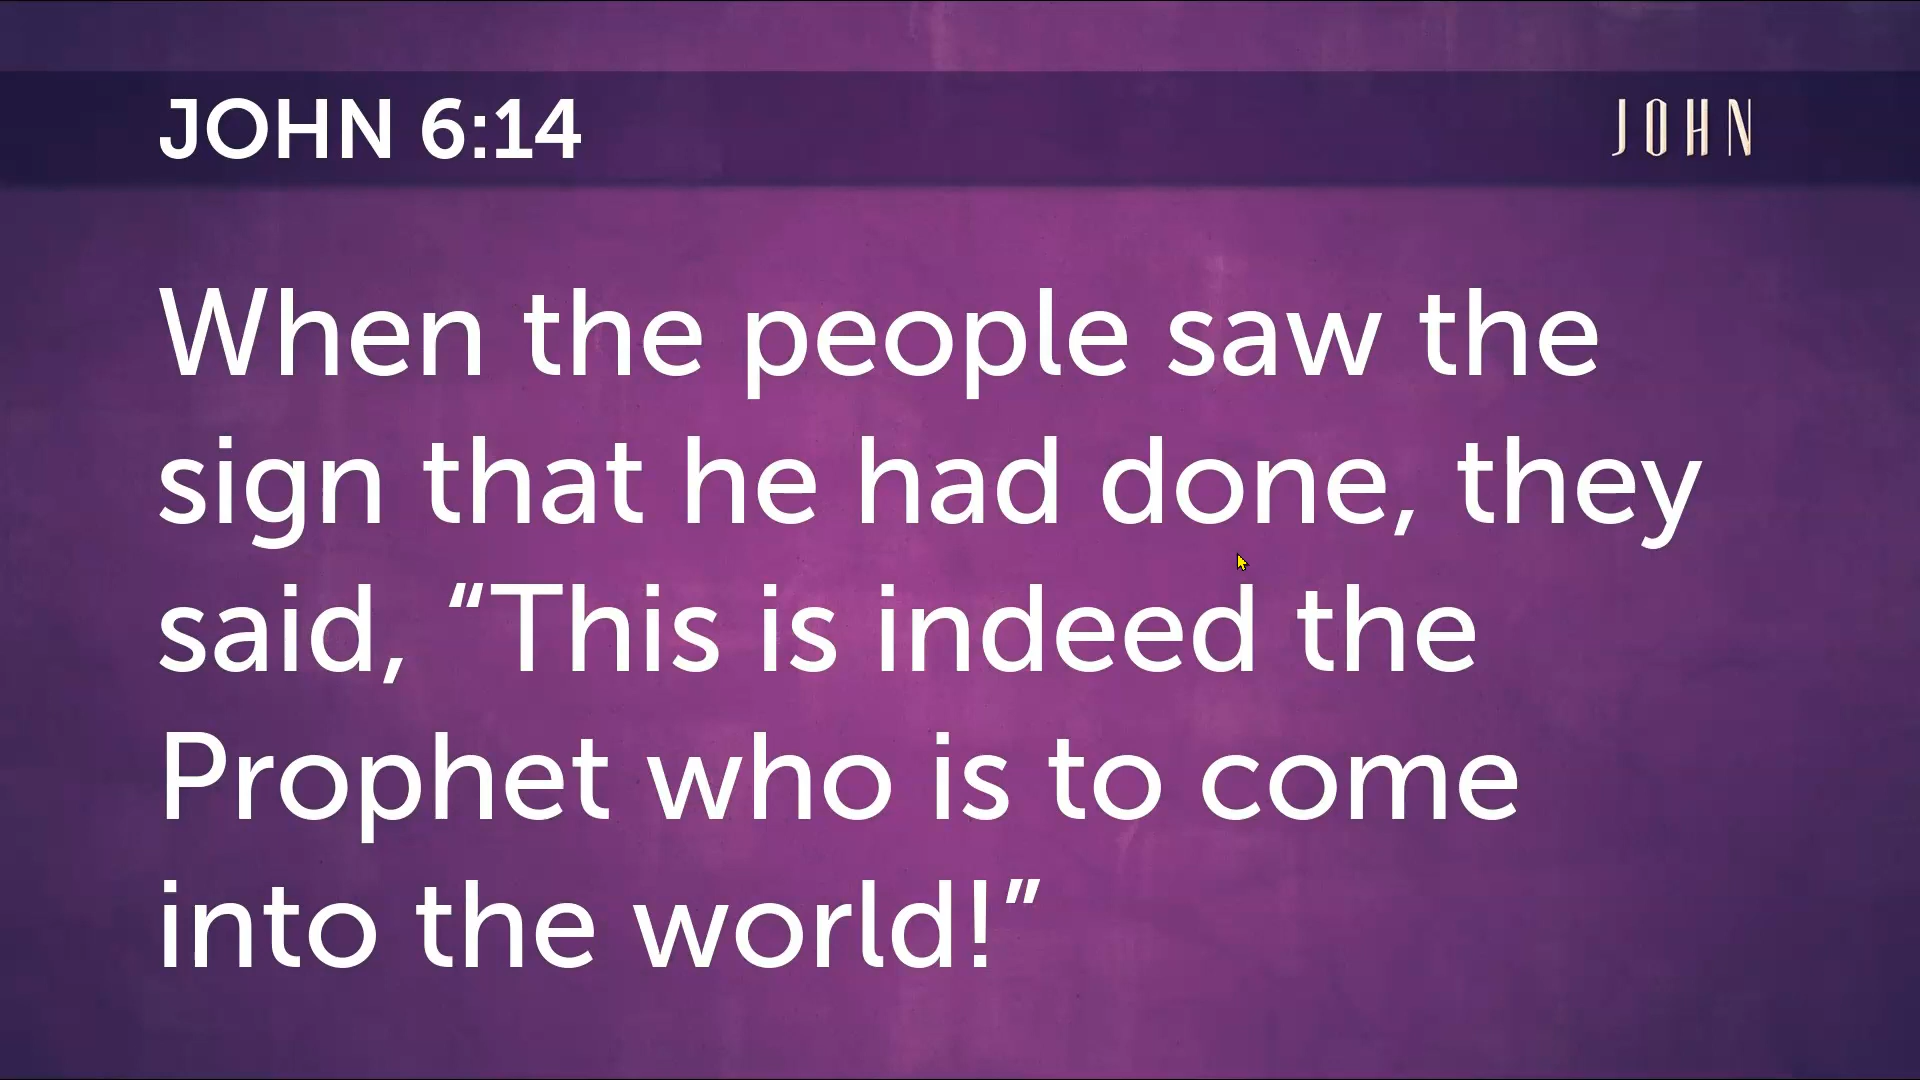 JOHN 6:14
JOHN
When the people saw the
sign that he had done, they
said, “This is indeed the
Prophet who is to come
into the world!”